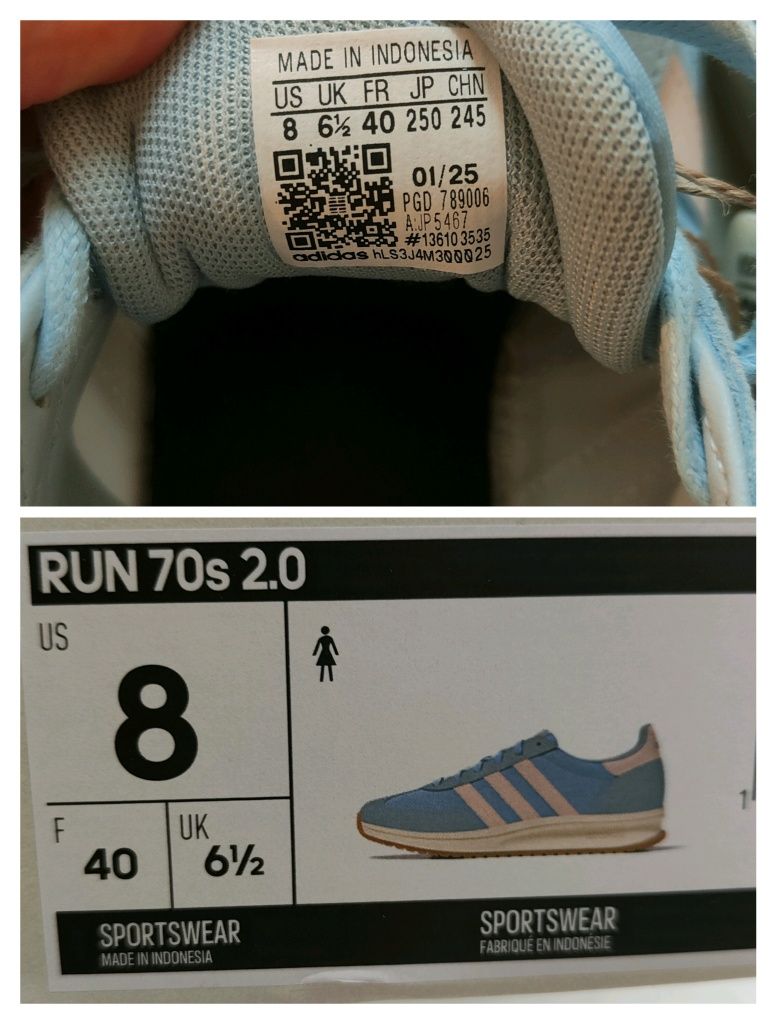 MADE IN INDONESIA
US UK FR JP CHN
8 6½ 40 250 245
01/25
PGD 789006
A:JP5467
#136103535
adidas hLS3J4M300025
RUN 70s 2.0
US
8
F
40
UK
6½
1
SPORTSWEAR
MADE IN INDONESIA
SPORTSWEAR
FABRIQUÉ EN INDONÉSIE